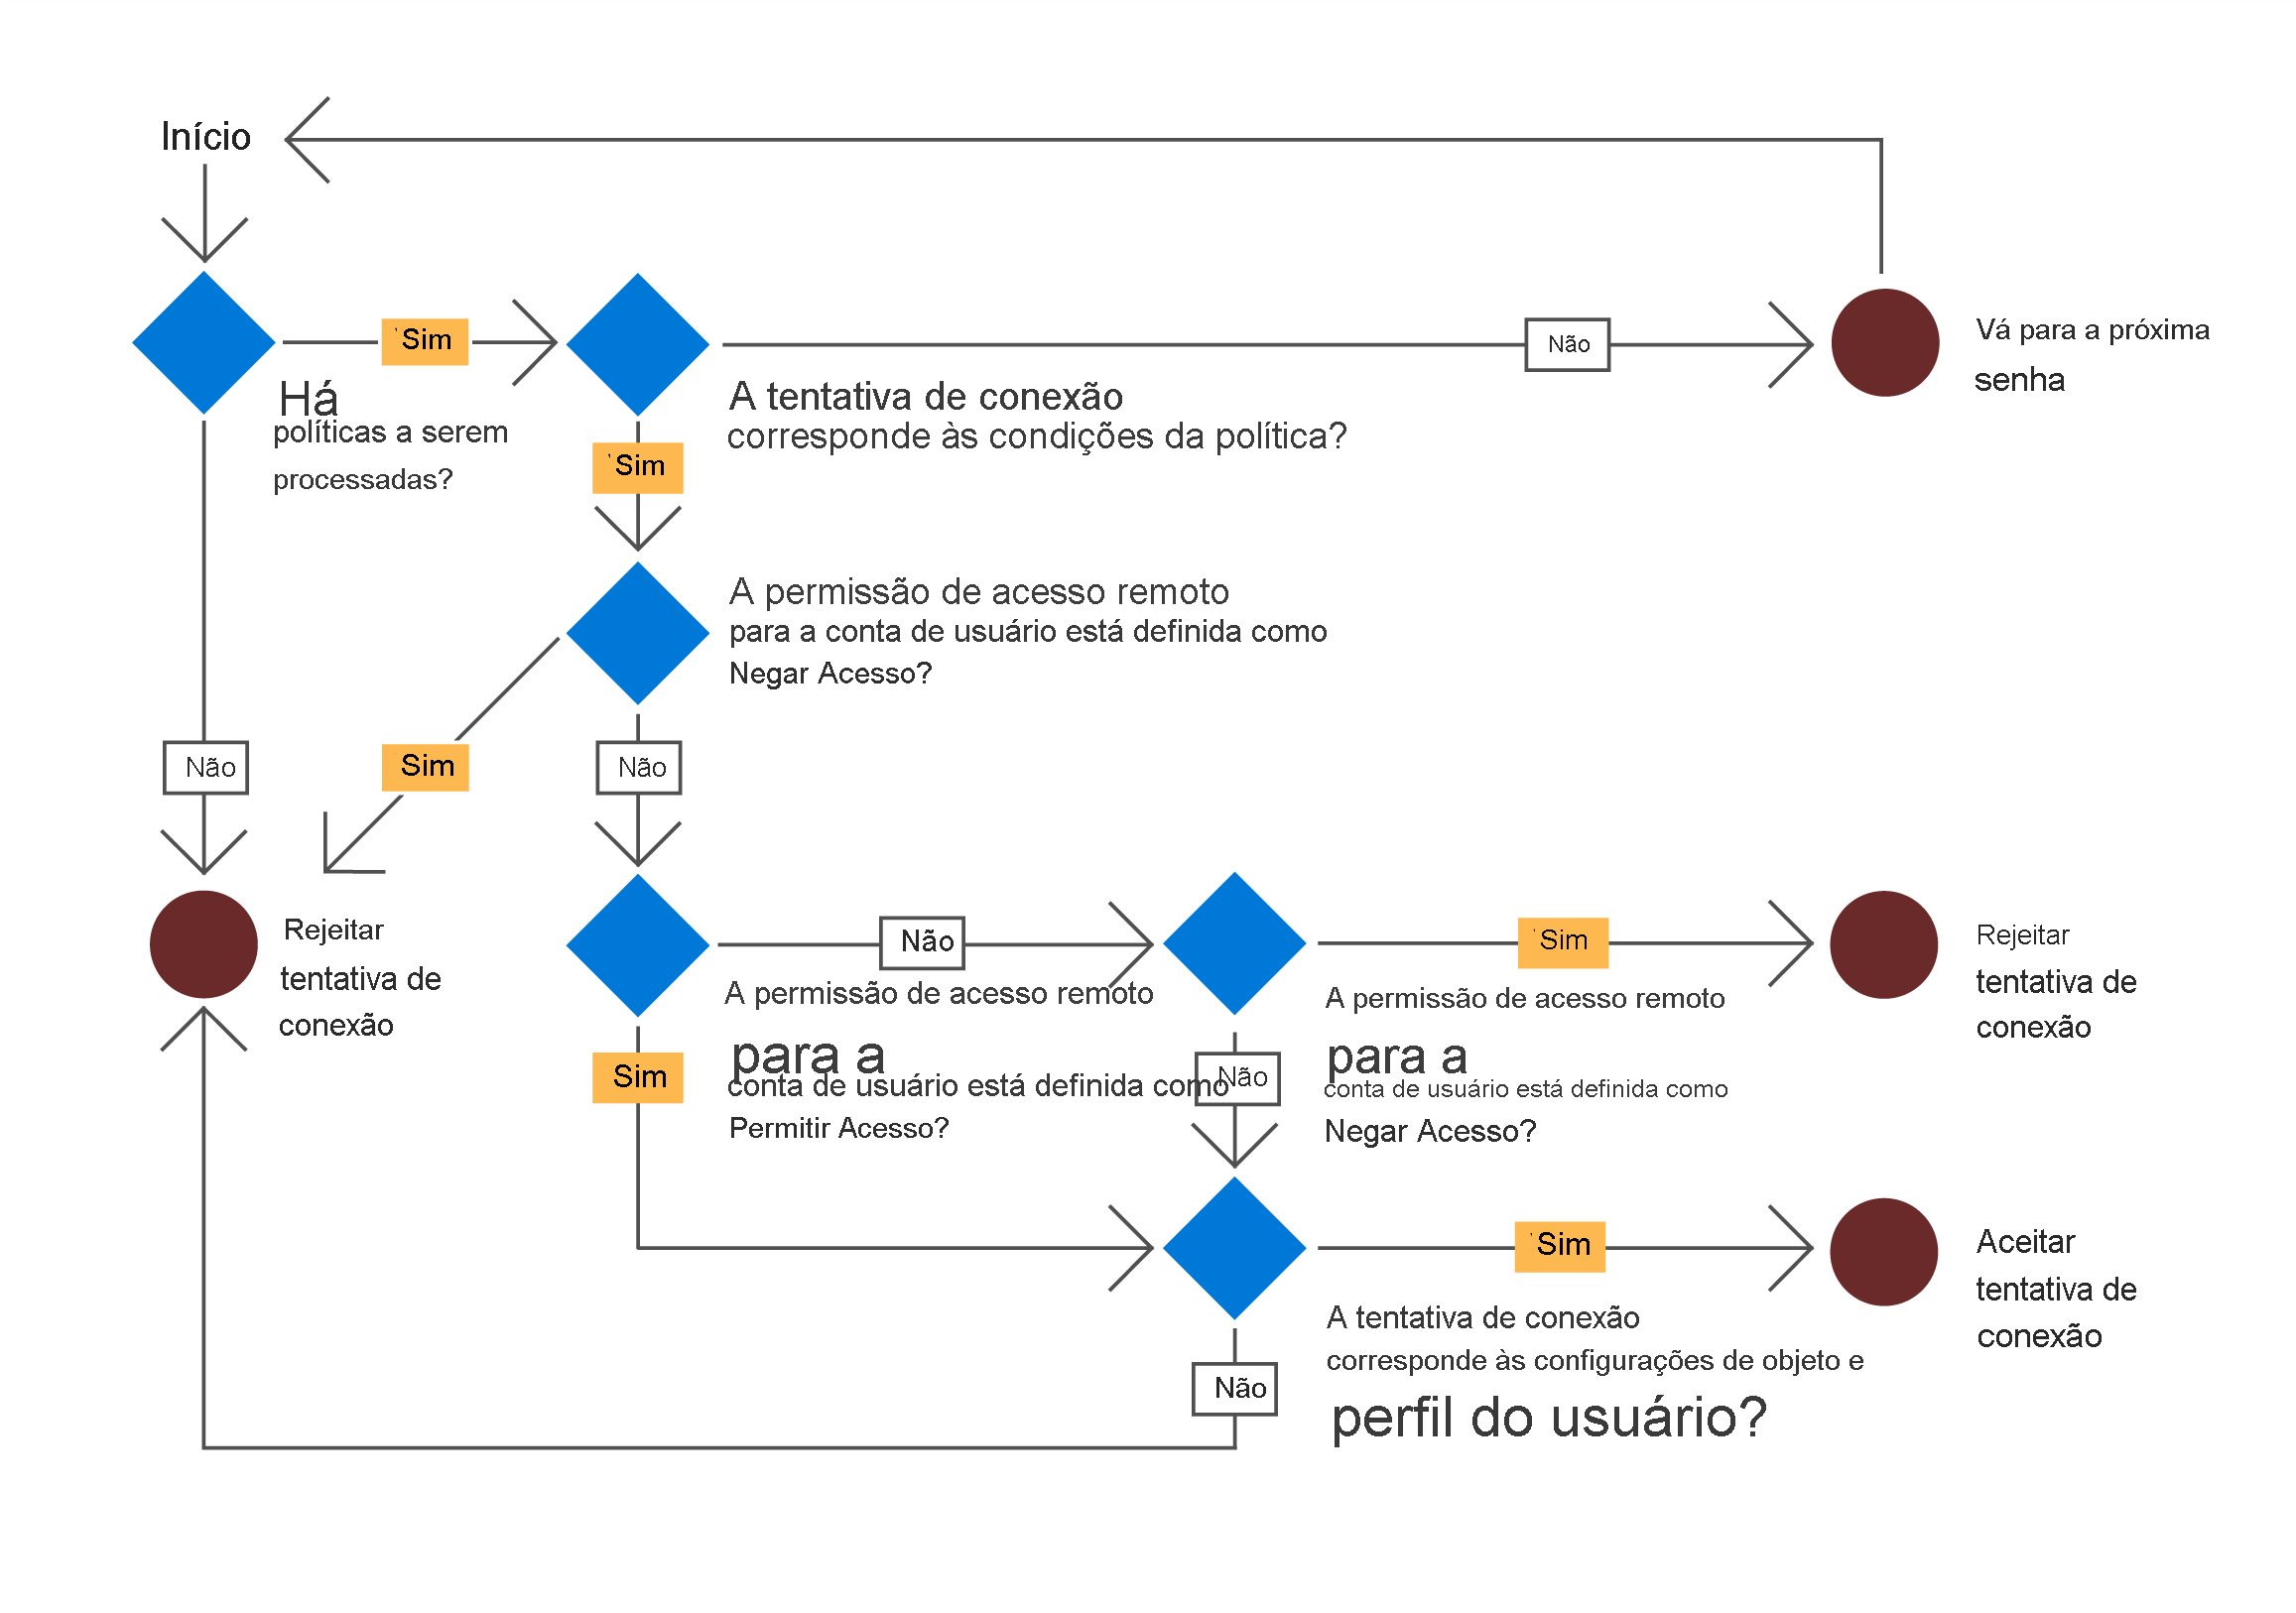 Início
Sim
Há
políticas a serem
processadas?
A tentativa de conexão
corresponde às condições da política?
Não
Vá para a próxima
senha
Sim
A permissão de acesso remoto
para a conta de usuário está definida como
Negar Acesso?
Não
Sim
Não
Rejeitar
tentativa de
conexão
Não
A permissão de acesso remoto
para a
conta de usuário está definida como
Permitir Acesso?
Sim
Sim
A permissão de acesso remoto
para a
conta de usuário está definida como
Negar Acesso?
Não
Rejeitar
tentativa de
conexão
Sim
A tentativa de conexão
corresponde às configurações de objeto e
perfil do usuário?
Não
Aceitar
tentativa de
conexão